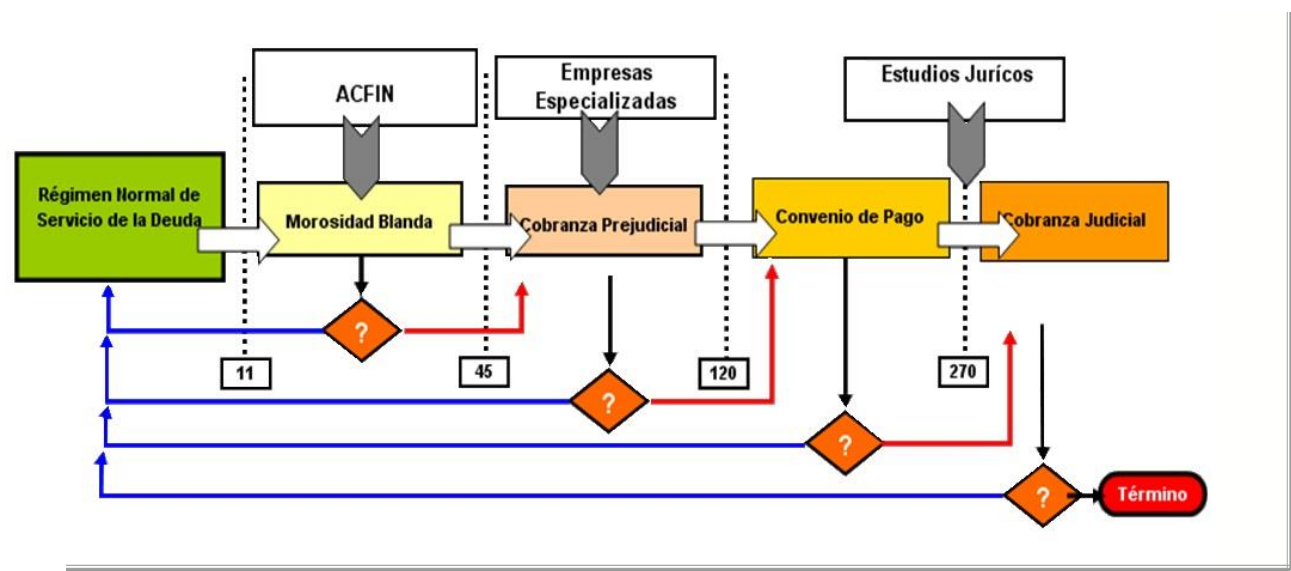 ACFIN
Empresas
Especializadas
Estudios Jurícos
Régimen Normal de
Servicio de la Deuda
Morosidad Blanda
Cobranza Prejudicial
Convenio de Pago
Cobranza Judicial
?
11
45
120
270
?
?
?
Término